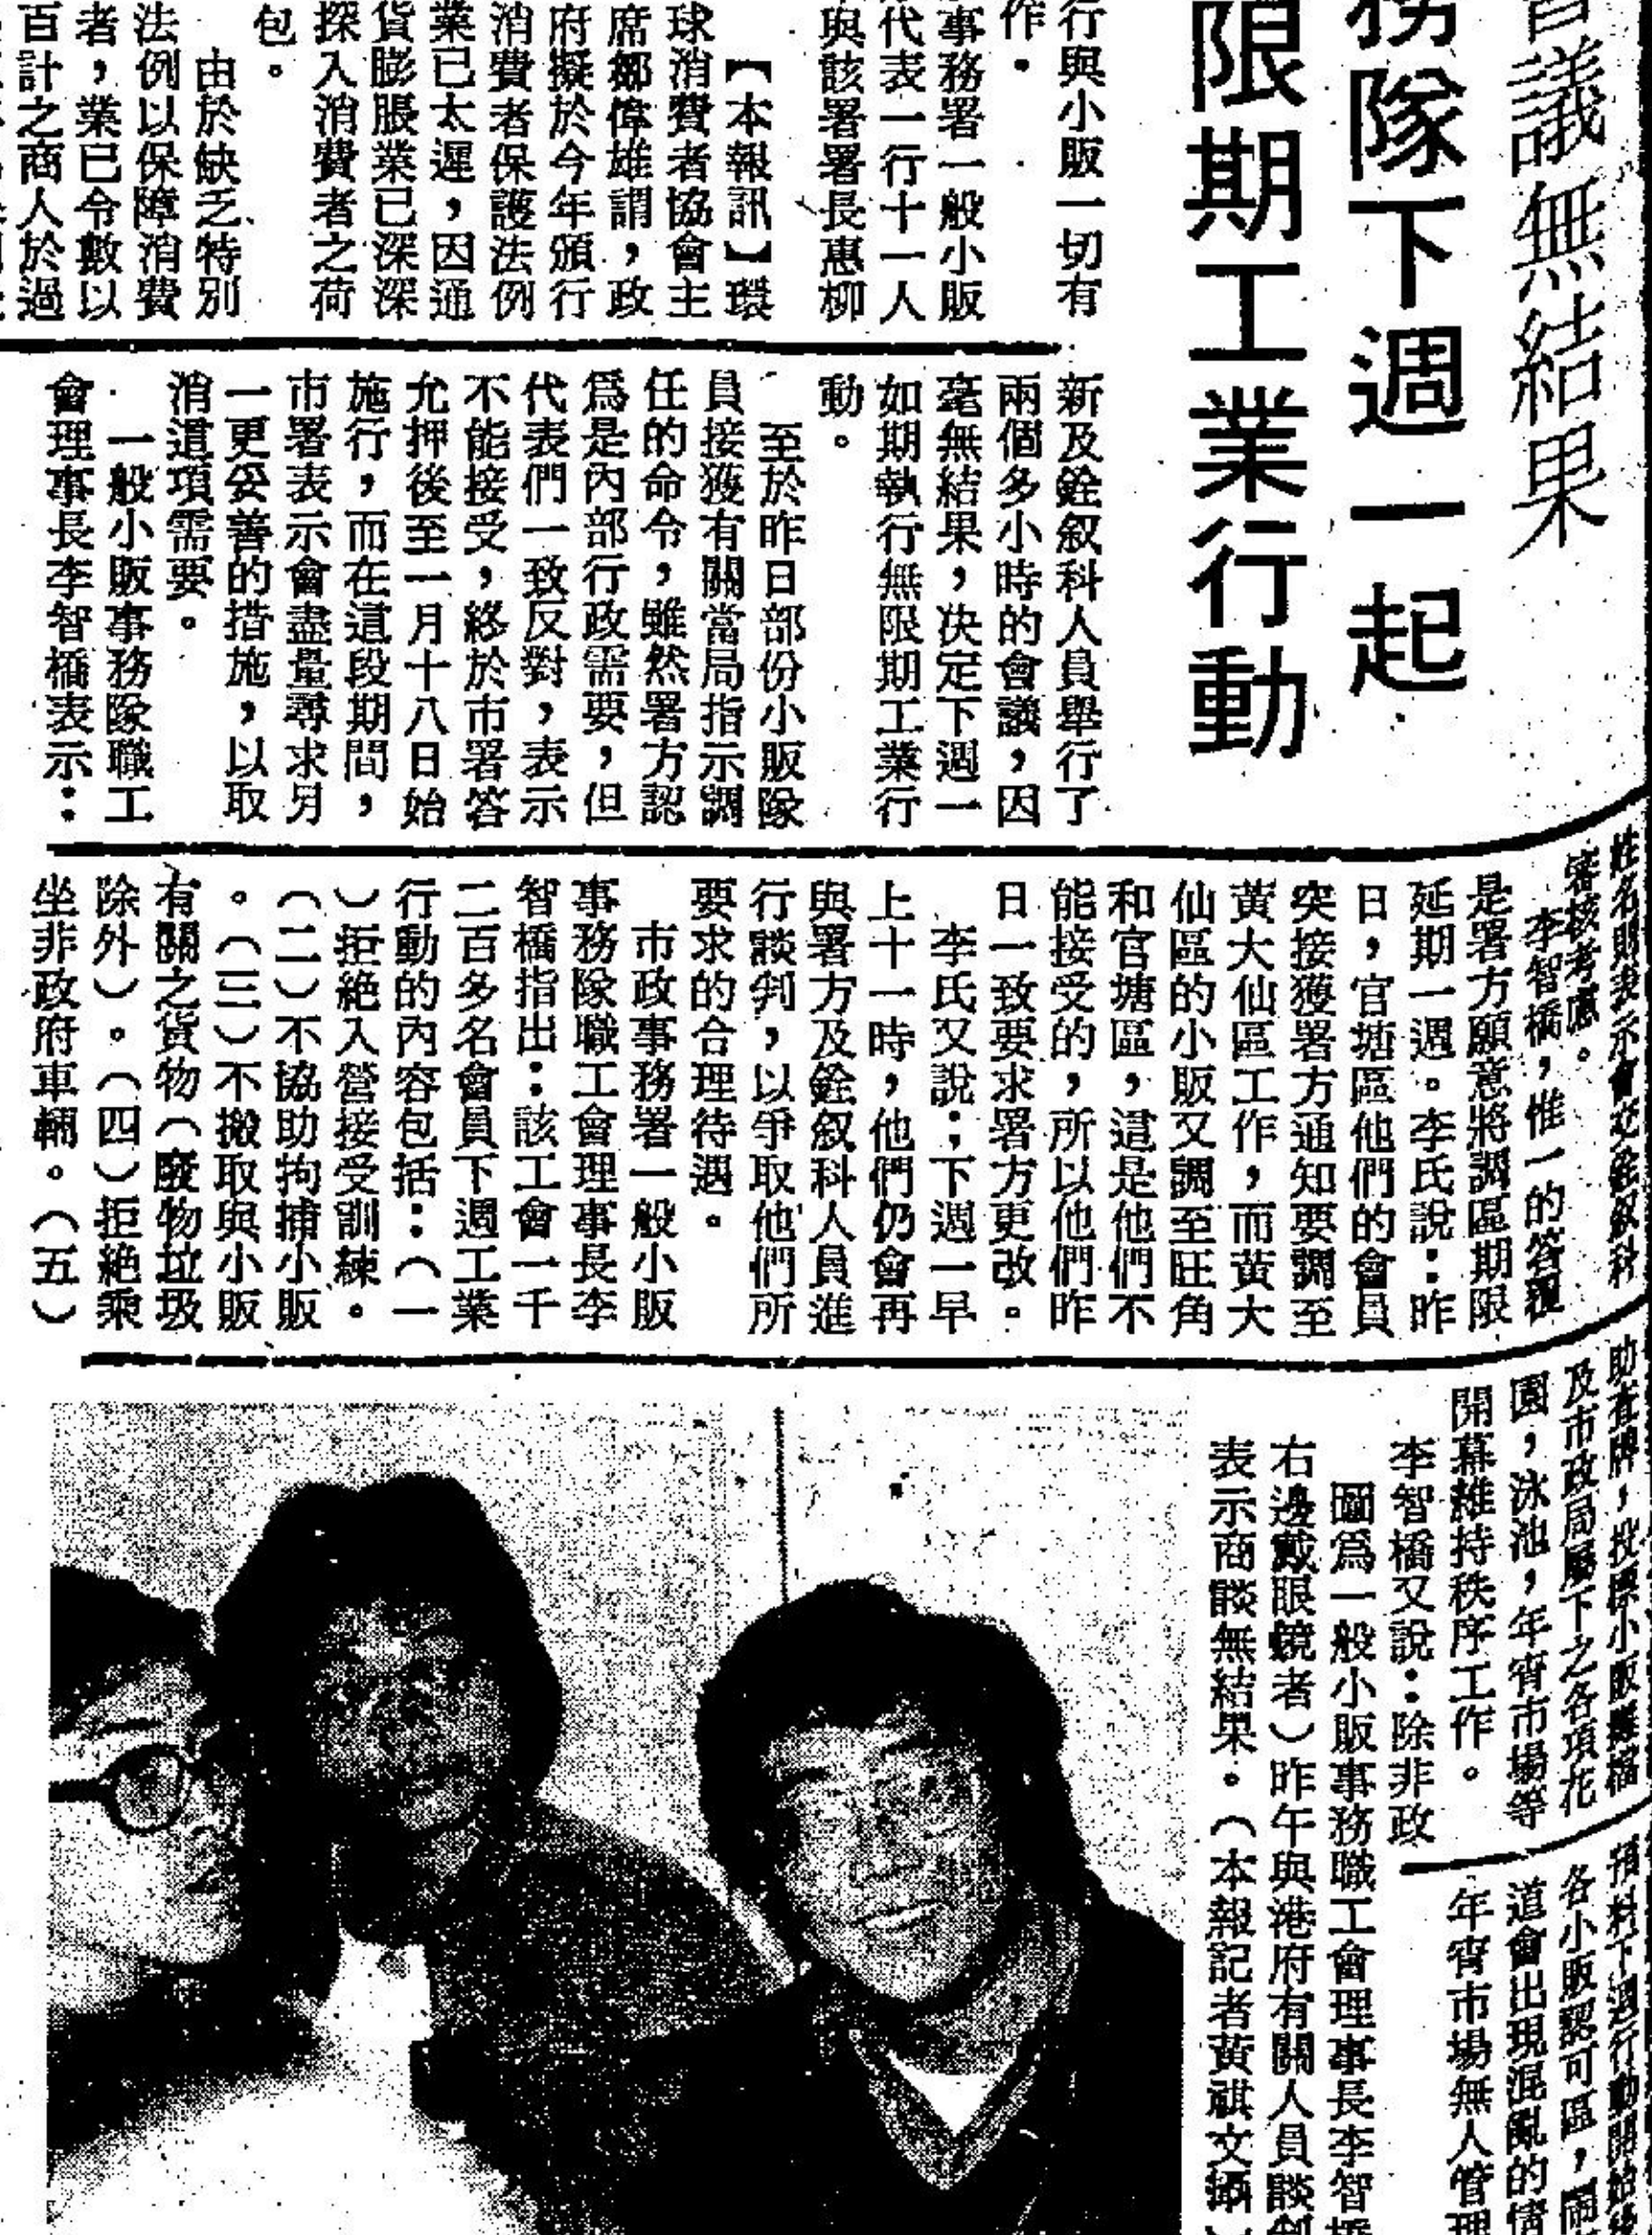 議無結果
務隊下週一起
限期工業行動
行與小販一切有
作。
事務署一般小販
代表一行十一人
與該署署長惠柳
新及銓叙科人員舉行了
兩個多小時的會議，因
毫無結果，決定下週一
如期執行無限期工業行
動。
至於昨日部份小販隊
員接獲有關當局指示調
任的命令，雖然署方認
爲是內部行政需要，但
代表們一致反對，表示
不能接受，終於市署答
允押後至一月十八日始
施行，而在這段期間，
市署表示會盡量尋求另
一更妥善的措施，以取
消這項需要。
一般小販事務隊職工
會理事長李智橋表示：
姓名則表示會交銓叙科
審核考慮。
李智橋，惟一的答覆
是署方願意將調區期限
延期一週。李氏說：昨
日，官塘區他們的會員
突接獲署方通知要調至
黃大仙區工作，而黃大
仙區的小販又調至旺角
和官塘區，這是他們不
能接受的，所以他們昨
日一致要求署方更改。
李氏又說：下週一早
上十一時，他們仍會再
與署方及銓叙科人員進
行談判，以爭取他們所
要求的合理待遇。
市政事務署一般小販
事務隊職工會理事長李
智橋指出：該工會一千
二百多名會員下週工業
行動的內容包括：（一
）拒絕入營接受訓練。
（二）不協助拘捕小販
。（三）不搬取與小販
有關之貨物（廢物垃圾
除外）。（四）拒絕乘
坐非政府車輛。（五）
助查牌，
及市政局屬下之各項花
園，泳池，年宵市場等
開幕維持秩序工作。
李智橋又說：除非政
預料下週行動開始後
各小販認可區，
道會出現混亂的情
年宵市場無人管理
圖爲一般小販事務職工會理事長李智橋
右邊戴眼鏡者）昨午與港府有關人員談判
表示商談無結果。（本報記者黃祺文攝）
【本報訊】環
球消費者協會主
席鄒偉雄謂，政
府擬於今年頒行
消費者保護法例
業已太遲，因通
貨膨脹業已深深
探入消費者之荷
包。
由於缺乏特別
法例以保障消費
者，業已令數以
百計之商人於過